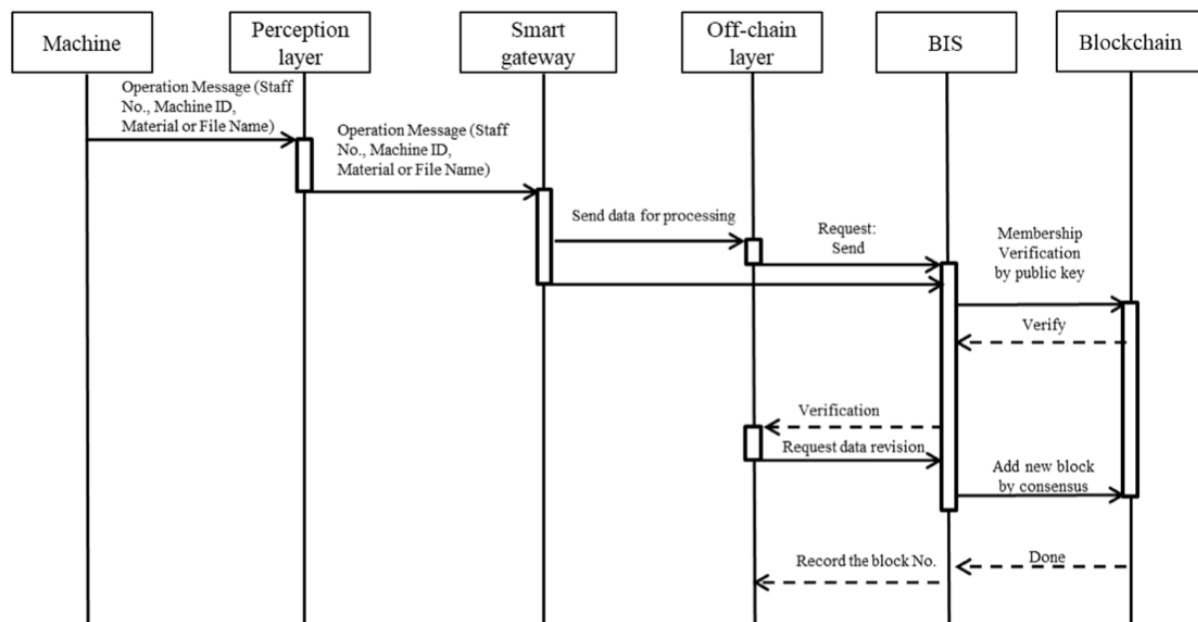 Machine
Perception
layer
Smart
gateway
Off-chain
layer
BIS
Blockchain
Operation Message (Staff
No., Machine ID,
Material or File Name)
Operation Message (Staff
No., Machine ID,
Material or File Name)
Send data for processing
Request:
Send
Membership
Verification
by public key
Verify
Verification
Request data revision
Add new block
by consensus
Done
Record the block No.